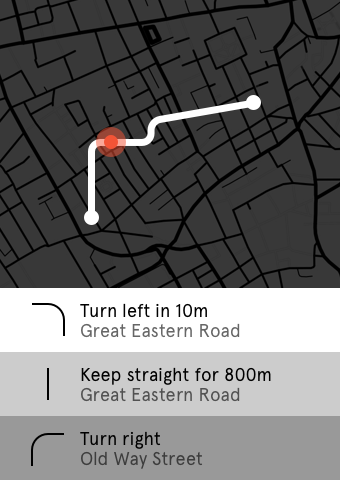 Turn left in 10m
Great Eastern Road
Keep straight for 800m
Great Eastern Road
Turn right
Old Way Street